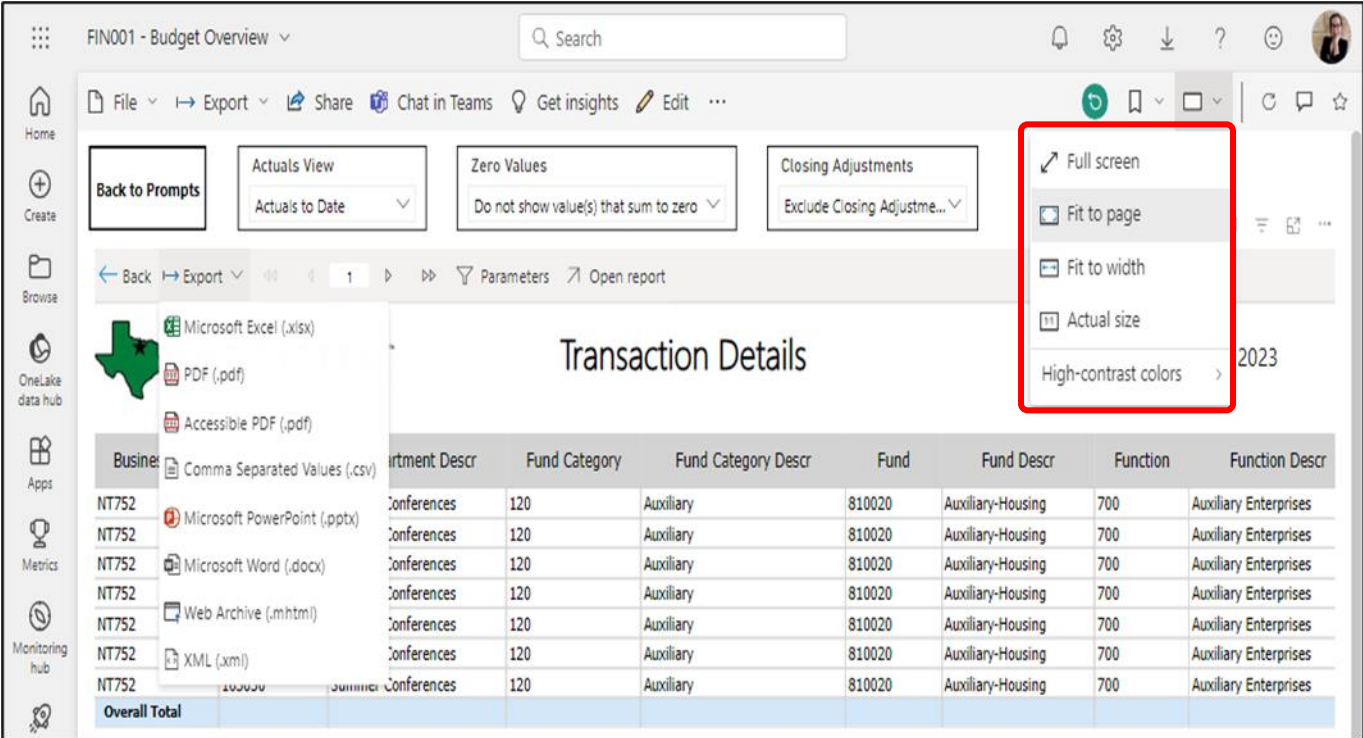 FIN001 - Budget Overview
Search
?
Home
Create
Browse
OneLake
data hub
Apps
Metrics
Monitoring
hub
File
Export
Share
Chat in Teams
Get insights
Edit
...
Full screen
Fit to page
Fit to width
Actual size
High-contrast colors
Back to Prompts
Actuals View
Actuals to Date
Zero Values
Do not show value(s) that sum to zero
Closing Adjustments
Exclude Closing Adjustme...
Back
Export
1
Parameters
Open report
Microsoft Excel (.xlsx)
PDF (.pdf)
Accessible PDF (.pdf)
Comma Separated Values (.csv)
Microsoft PowerPoint (.pptx)
Microsoft Word (.docx)
Web Archive (.mhtml)
XML (.xml)
Transaction Details
2023
Fund Category Fund Category Descr Fund Fund Descr Function Function Descr
NT752 Conferences 120 Auxiliary 810020 Auxiliary-Housing 700 Auxiliary Enterprises
NT752 Conferences 120 Auxiliary 810020 Auxiliary-Housing 700 Auxiliary Enterprises
NT752 Conferences 120 Auxiliary 810020 Auxiliary-Housing 700 Auxiliary Enterprises
NT752 Conferences 120 Auxiliary 810020 Auxiliary-Housing 700 Auxiliary Enterprises
NT752 Conferences 120 Auxiliary 810020 Auxiliary-Housing 700 Auxiliary Enterprises
NT752 Conferences 120 Auxiliary 810020 Auxiliary-Housing 700 Auxiliary Enterprises
NT752 Summer Conferences 120 Auxiliary 810020 Auxiliary-Housing 700 Auxiliary Enterprises
Overall Total